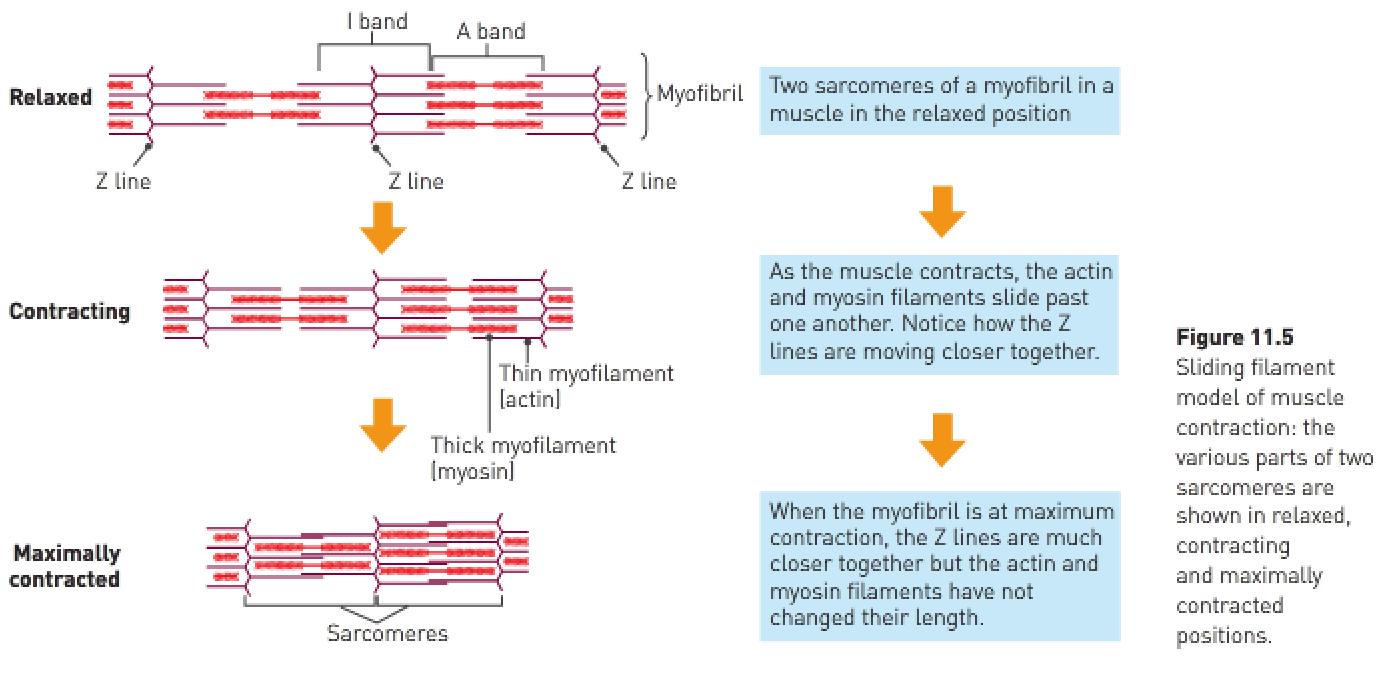 I band
A band
Relaxed
Myofibril
Z line
Z line
Z line
Two sarcomeres of a myofibril in a
muscle in the relaxed position
Contracting
Thin myofilament
[actin]
Thick myofilament
[myosin]
As the muscle contracts, the actin
and myosin filaments slide past
one another. Notice how the Z
lines are moving closer together.
Maximally
contracted
Sarcomeres
When the myofibril is at maximum
contraction, the Z lines are much
closer together but the actin and
myosin filaments have not
changed their length.
Figure 11.5
Sliding filament
model of muscle
contraction: the
various parts of two
sarcomeres are
shown in relaxed,
contracting
and maximally
contracted
positions.